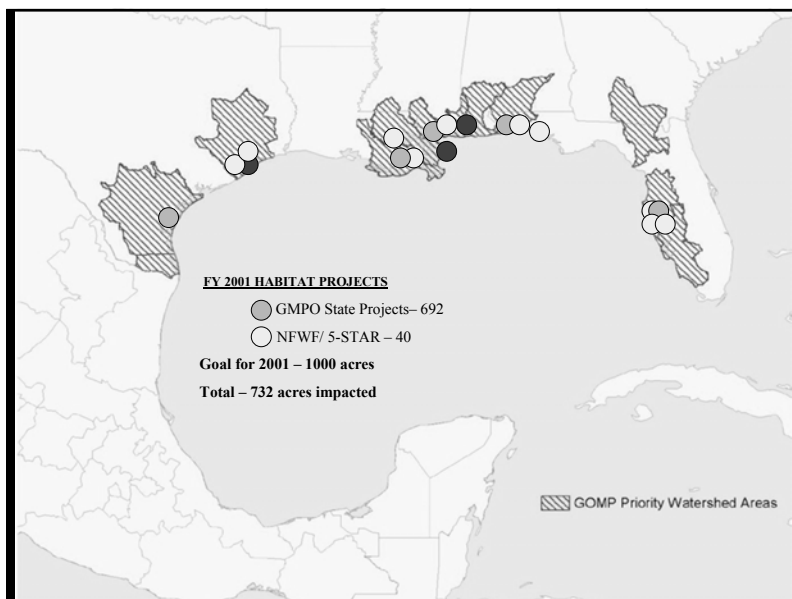 FY 2001 HABITAT PROJECTS
GMPO State Projects– 692
NFWF/ 5-STAR – 40
Goal for 2001 – 1000 acres
Total – 732 acres impacted
GOMP Priority Watershed Areas